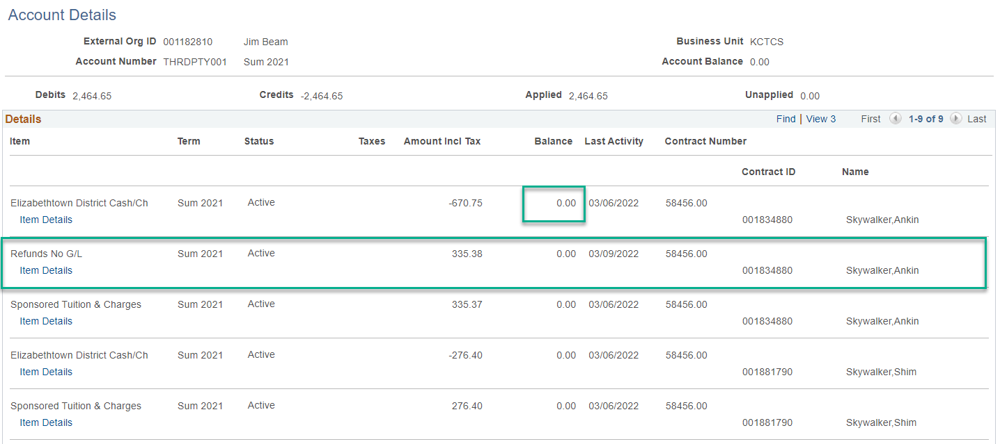 Account Details
External Org ID 001182810 Jim Beam Business Unit KCTCS
Account Number THRDPTY001 Sum 2021 Account Balance 0.00
Debits 2,464.65 Credits -2,464.65 Applied 2,464.65 Unapplied 0.00
Details Find | View 3 First 1-9 of 9 Last
Item Term Status Taxes Amount Incl Tax Balance Last Activity Contract Number
Contract ID Name
Elizabethtown District Cash/Ch Sum 2021 Active -670.75 0.00 03/06/2022 58456.00
Item Details 001834880 Skywalker,Ankin
Refunds No G/L Sum 2021 Active 335.38 0.00 03/09/2022 58456.00
Item Details 001834880 Skywalker,Ankin
Sponsored Tuition & Charges Sum 2021 Active 335.37 0.00 03/06/2022 58456.00
Item Details 001834880 Skywalker,Ankin
Elizabethtown District Cash/Ch Sum 2021 Active -276.40 0.00 03/06/2022 58456.00
Item Details 001881790 Skywalker,Shim
Sponsored Tuition & Charges Sum 2021 Active 276.40 0.00 03/06/2022 58456.00
Item Details 001881790 Skywalker,Shim